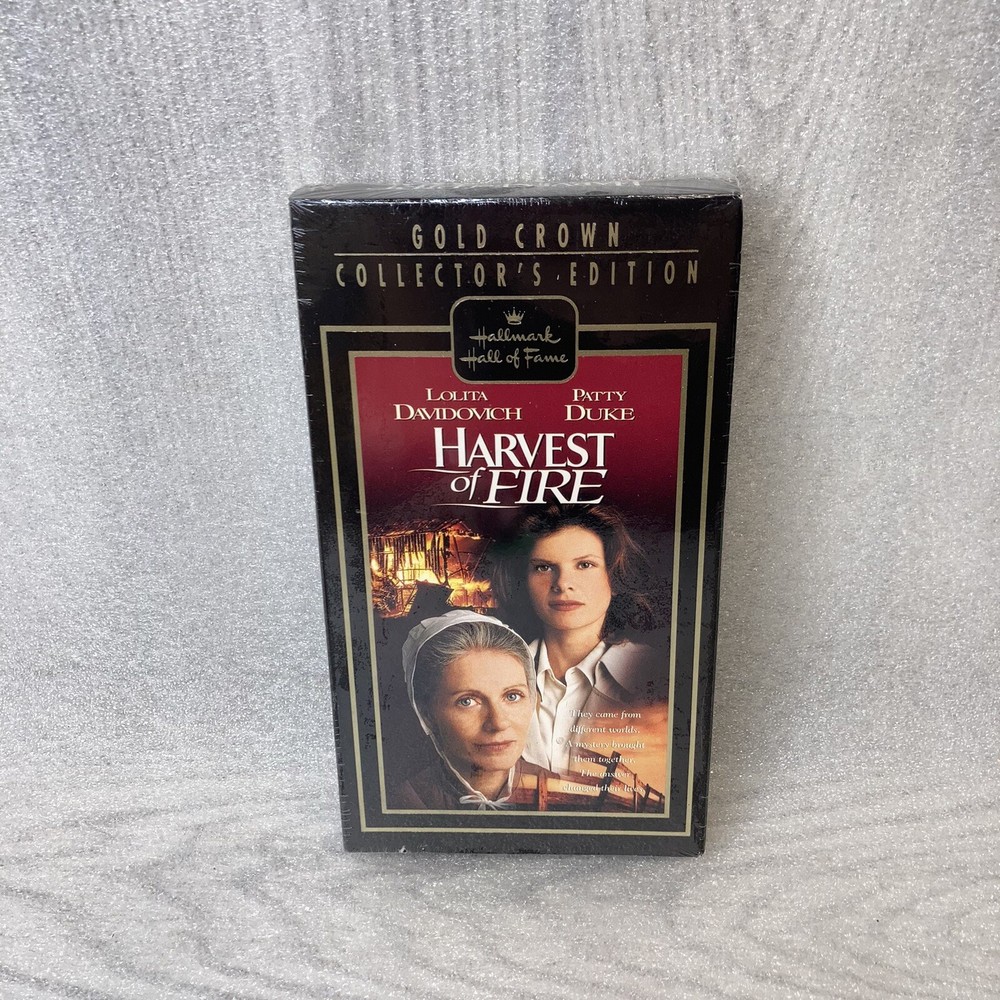 GOLD CROWN
COLLECTOR'S EDITION
Hallmark
Hall of Fame
LOLITA DAVIDOVICH
PATTY DUKE
HARVEST
of FIRE
They came from
different worlds.
A mystery brought
them together.
The answer
changed their lives.